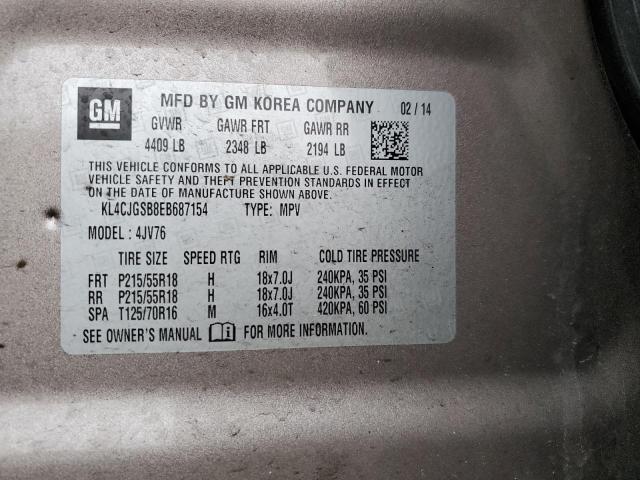 GM
MFD BY GM KOREA COMPANY 02 / 14
GVWR GAWR FRT GAWR RR
4409 LB 2348 LB 2194 LB
THIS VEHICLE CONFORMS TO ALL APPLICABLE U.S. FEDERAL MOTOR
VEHICLE SAFETY AND THEFT PREVENTION STANDARDS IN EFFECT
ON THE DATE OF MANUFACTURE SHOWN ABOVE.
KL4CJGSB8EB687154 TYPE: MPV
MODEL : 4JV76
TIRE SIZE SPEED RTG RIM COLD TIRE PRESSURE
FRT P215/55R18 H 18x7.0J 240KPA, 35 PSI
RR P215/55R18 H 18x7.0J 240KPA, 35 PSI
SPA T125/70R16 M 16x4.0T 420KPA, 60 PSI
SEE OWNER'S MANUAL FOR MORE INFORMATION.